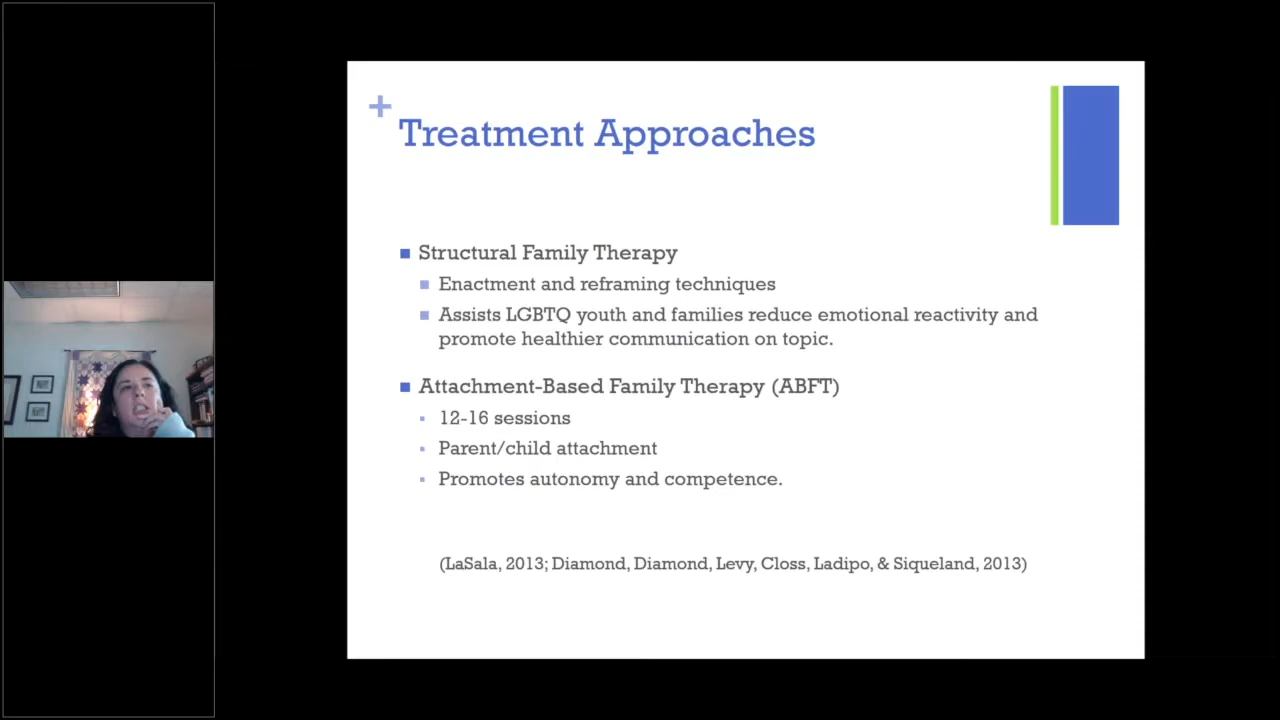 +
Treatment Approaches
Structural Family Therapy
Enactment and reframing techniques
Assists LGBTQ youth and families reduce emotional reactivity and
promote healthier communication on topic.
Attachment-Based Family Therapy (ABFT)
12-16 sessions
Parent/child attachment
Promotes autonomy and competence.
(LaSala, 2013; Diamond, Diamond, Levy, Closs, Ladipo, & Siqueland, 2013)